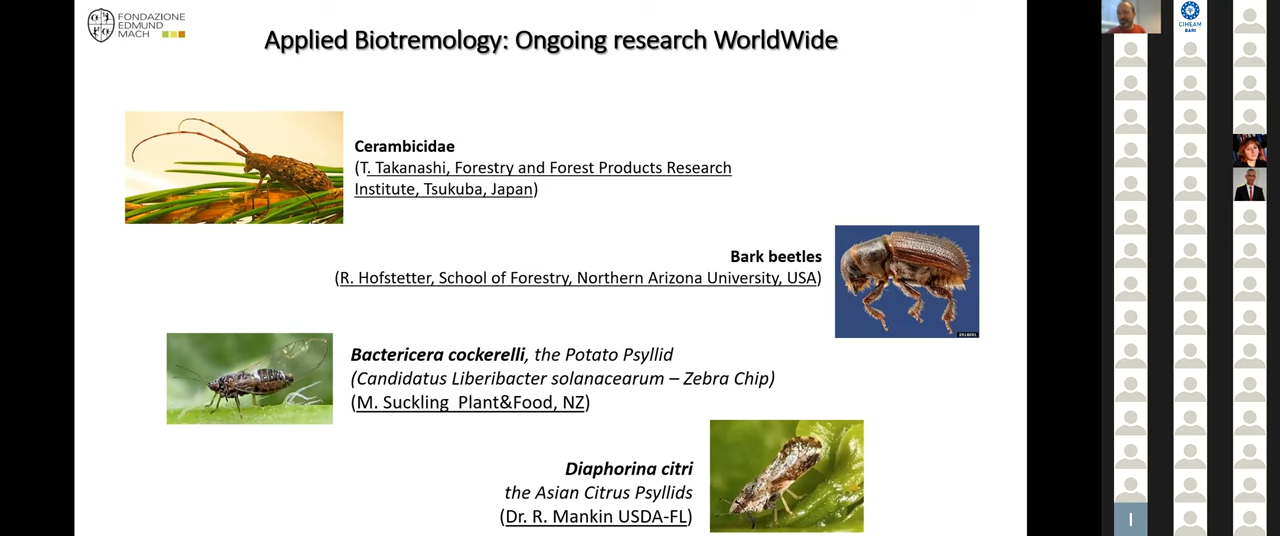 FONDAZIONE
EDMUND
MACH
Applied Biotremology: Ongoing research WorldWide
CIHEAM
BARI
Cerambicidae
(T. Takanashi, Forestry and Forest Products Research
Institute, Tsukuba, Japan)
Bark beetles
(R. Hofstetter, School of Forestry, Northern Arizona University, USA)
Bactericera cockerelli, the Potato Psyllid
(Candidatus Liberibacter solanacearum – Zebra Chip)
(M. Suckling Plant&Food, NZ)
Diaphorina citri
the Asian Citrus Psyllids
(Dr. R. Mankin USDA-FL)
I